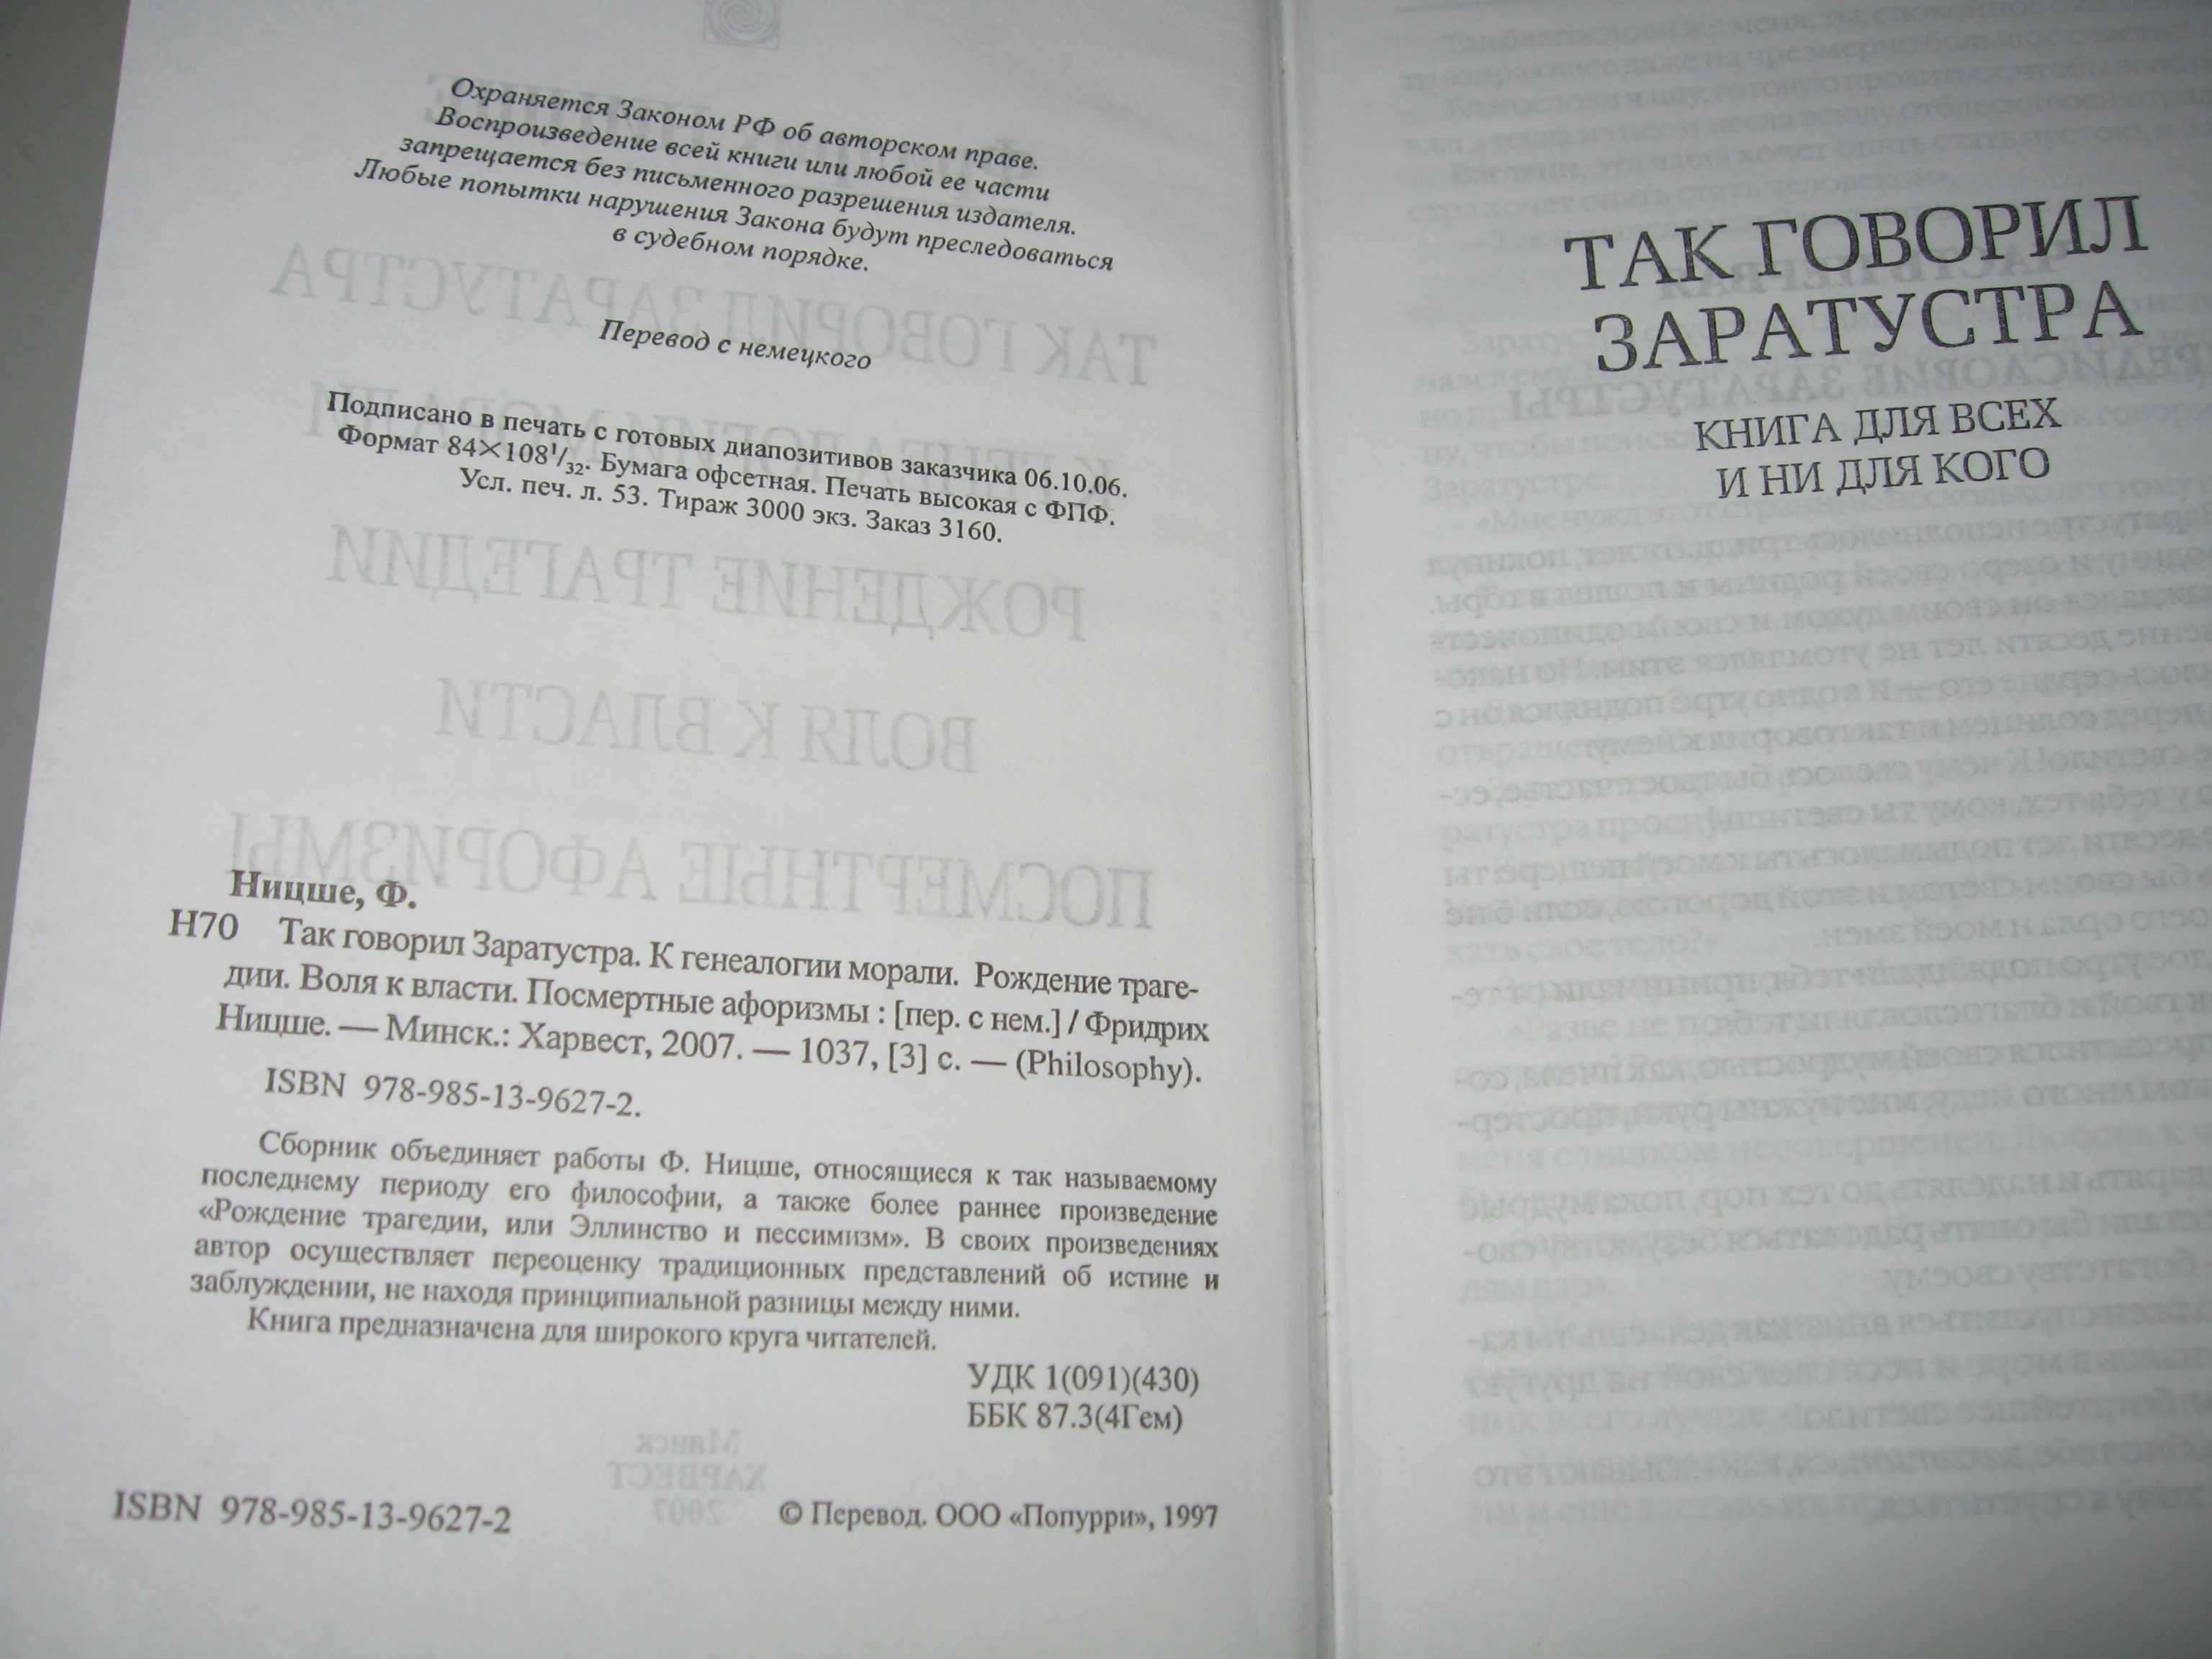 Охраняется Законом РФ об авторском праве.
Воспроизведение всей книги или любой ее части
запрещается без письменного разрешения издателя.
Любые попытки нарушения Закона будут преследоваться
в судебном порядке.
Перевод с немецкого
Подписано в печать с готовых диапозитивов заказчика 06.10.06.
Формат 84×108 1/32. Бумага офсетная. Печать высокая с ФПФ.
Усл. печ. л. 53. Тираж 3000 экз. Заказ 3160.
Ницше, Ф.
Н70 Так говорил Заратустра. К генеалогии морали. Рождение траге-
дии. Воля к власти. Посмертные афоризмы : [пер. с нем.] / Фридрих
Ницше. — Минск.: Харвест, 2007. — 1037, [3] с. — (Philosophy).
ISBN 978-985-13-9627-2.
Сборник объединяет работы Ф. Ницше, относящиеся к так называемому
последнему периоду его философии, а также более раннее произведение
«Рождение трагедии, или Эллинство и пессимизм». В своих произведениях
автор осуществляет переоценку традиционных представлений об истине и
заблуждении, не находя принципиальной разницы между ними.
Книга предназначена для широкого круга читателей.
УДК 1(091)(430)
ББК 87.3(4Гем)
ISBN 978-985-13-9627-2
© Перевод. ООО «Попурри», 1997
ТАК ГОВОРИЛ
ЗАРАТУСТРА
КНИГА ДЛЯ ВСЕХ
И НИ ДЛЯ КОГО